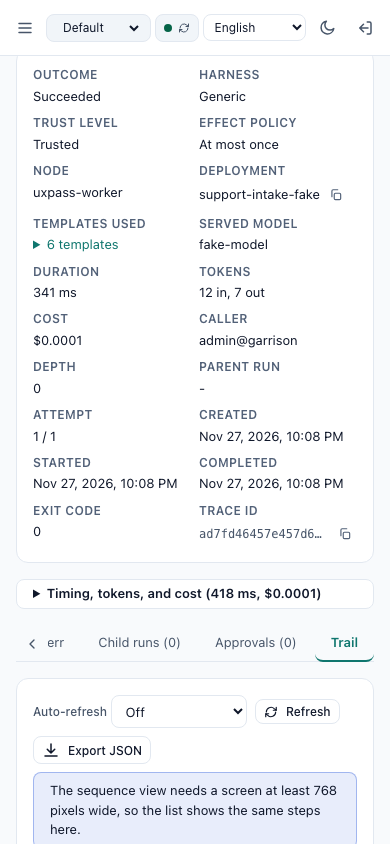 Default
English
OUTCOME HARNESS
Succeeded Generic
TRUST LEVEL EFFECT POLICY
Trusted At most once
NODE DEPLOYMENT
uxpass-worker support-intake-fake
TEMPLATES USED SERVED MODEL
6 templates fake-model
DURATION TOKENS
341 ms 12 in, 7 out
COST CALLER
$0.0001 admin@garrison
DEPTH PARENT RUN
0 -
ATTEMPT CREATED
1 / 1 Nov 27, 2026, 10:08 PM
STARTED COMPLETED
Nov 27, 2026, 10:08 PM Nov 27, 2026, 10:08 PM
EXIT CODE TRACE ID
0 ad7fd46457e457d6…
Timing, tokens, and cost (418 ms, $0.0001)
err Child runs (0) Approvals (0) Trail
Auto-refresh Off Refresh
Export JSON
The sequence view needs a screen at least 768
pixels wide, so the list shows the same steps
here.